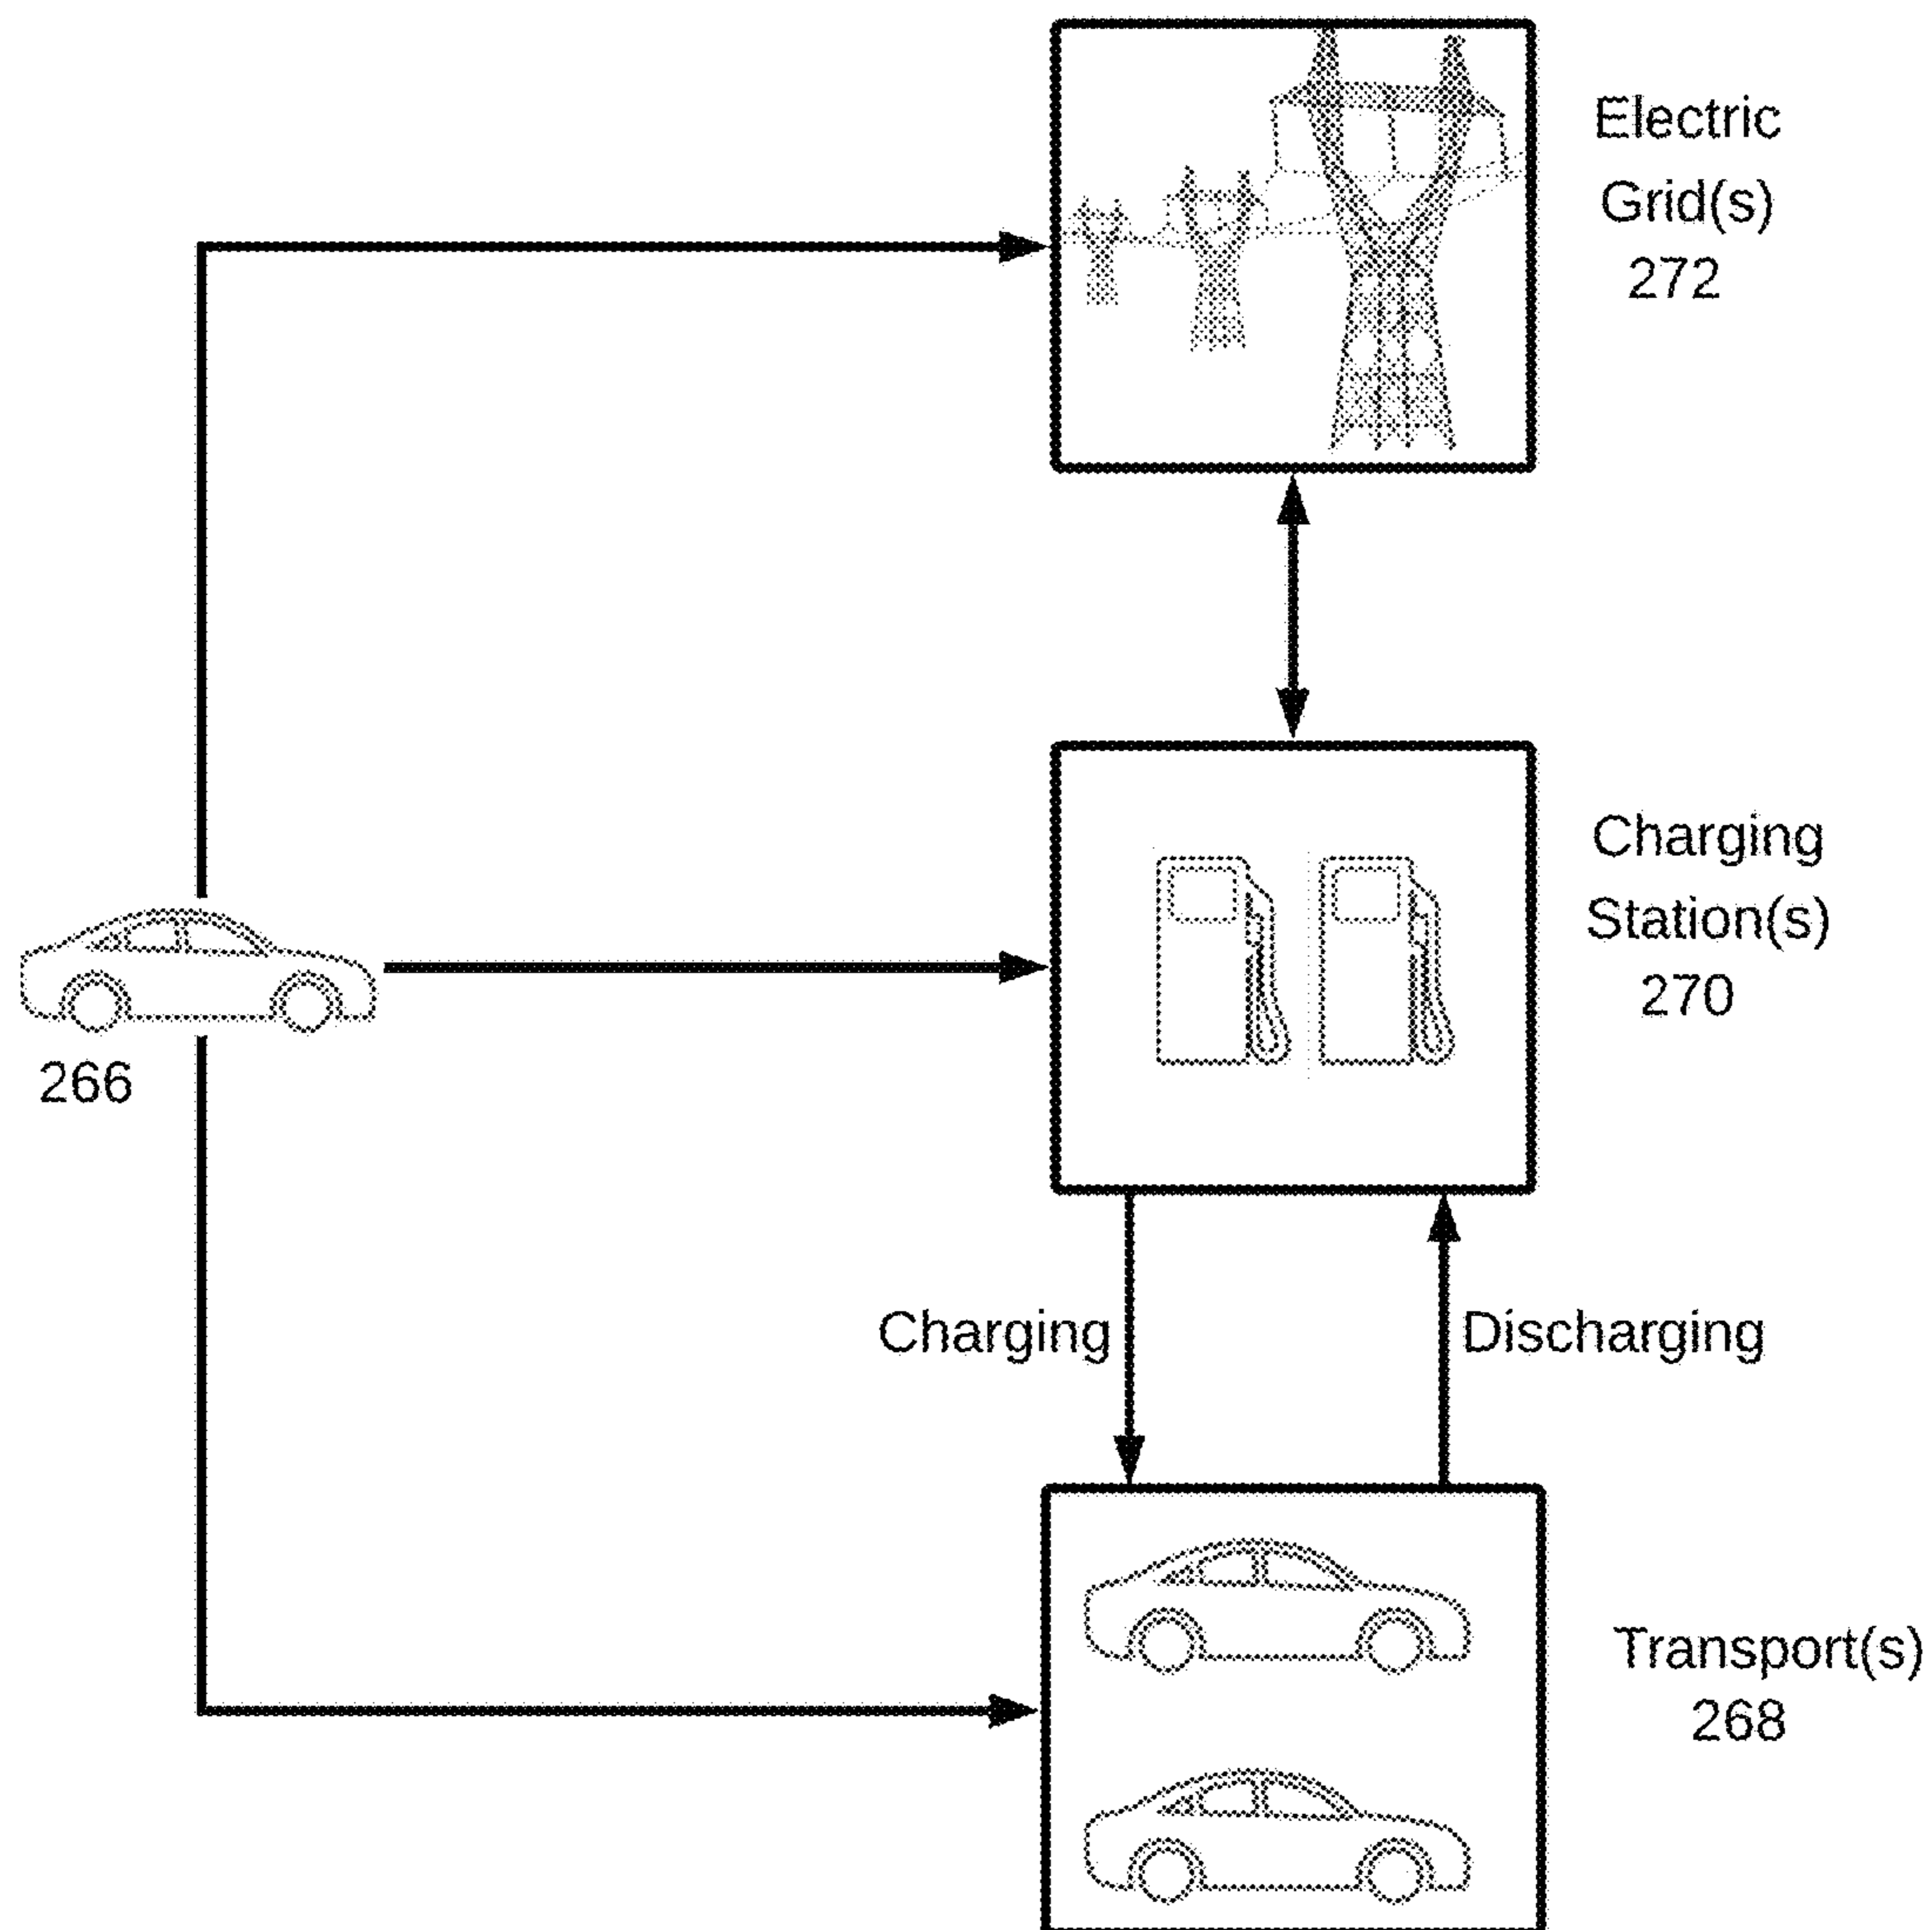 Electric
Grid(s)
272
Charging
Station(s)
270
266
Charging
Discharging
Transport(s)
268